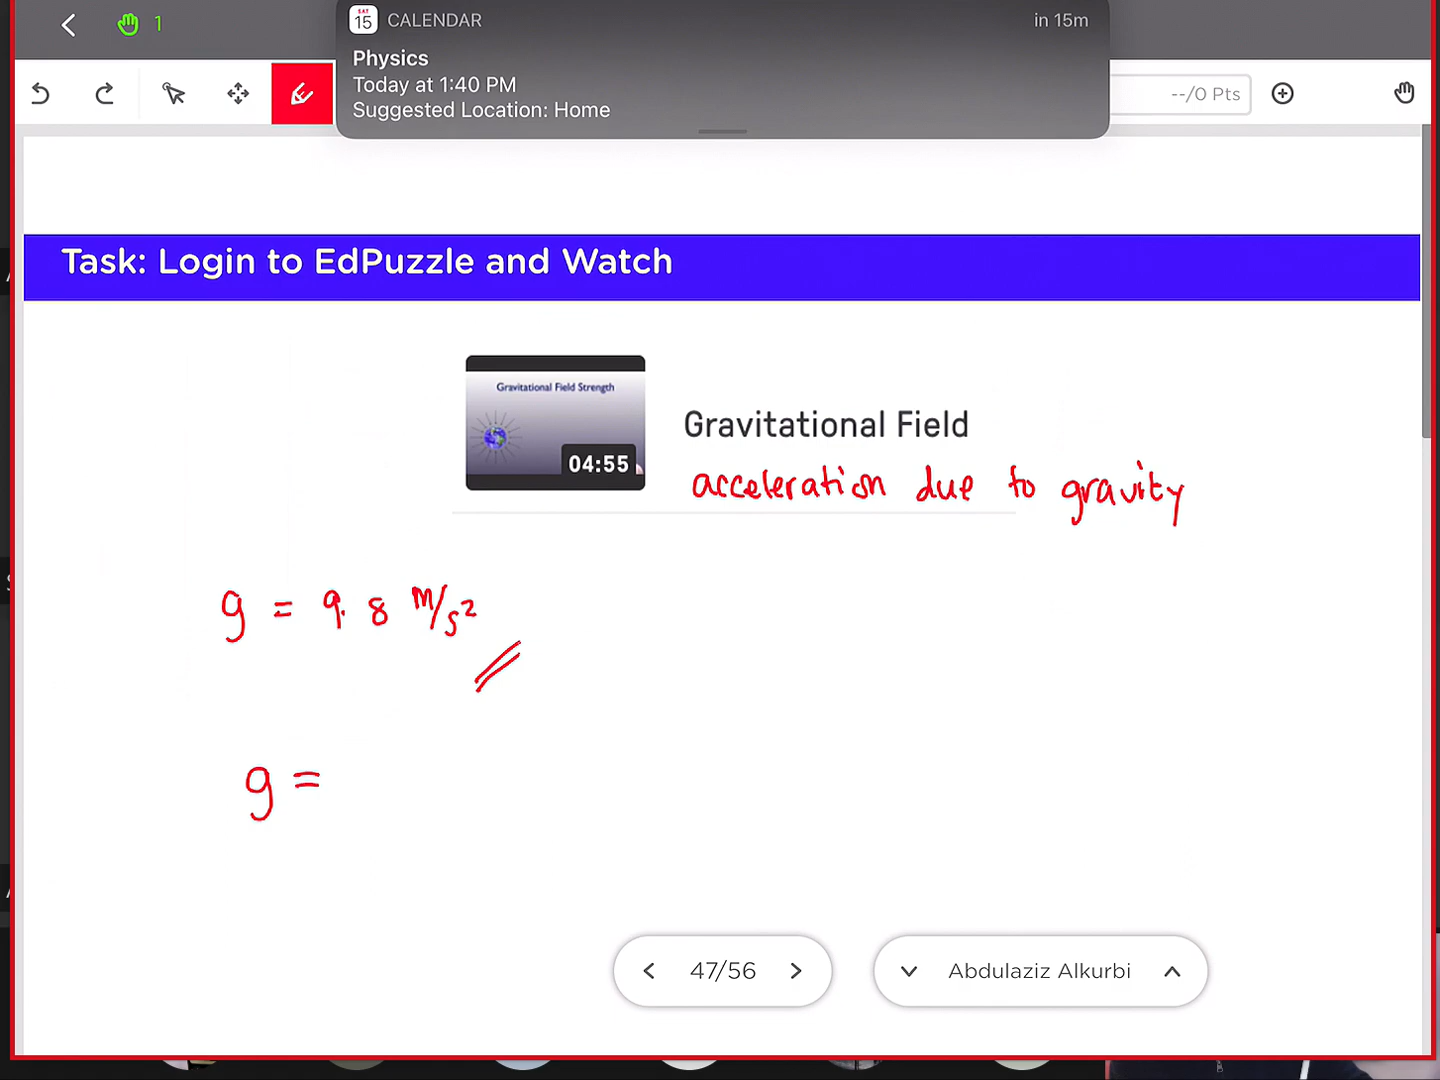 1
SAT
15
CALENDAR
in 15m
Physics
Today at 1:40 PM
Suggested Location: Home
--/0 Pts
Task: Login to EdPuzzle and Watch
Gravitational Field Strength
04:55
Gravitational Field
acceleration due to gravity
g = 9.8 m/s²
g =
47/56
Abdulaziz Alkurbi